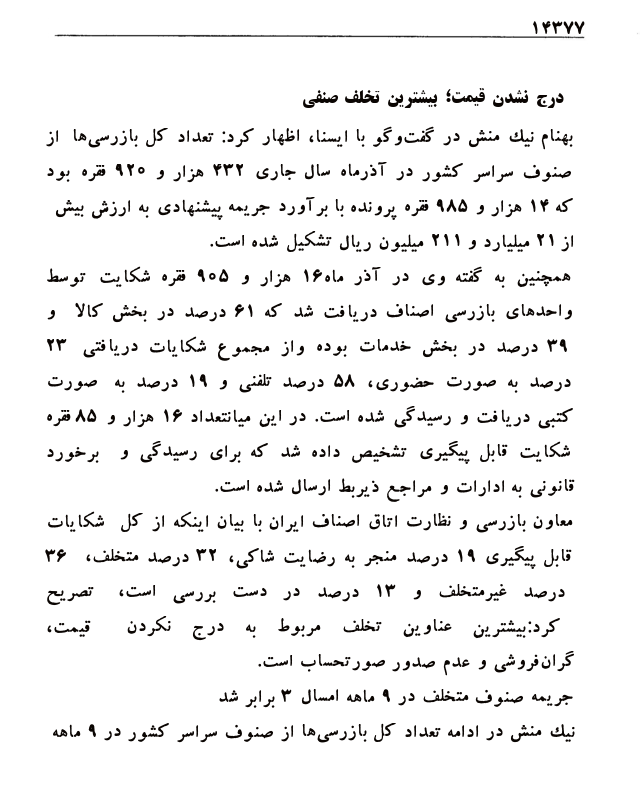 ۱۴۳۷۷
درج نشدن قیمت؛ بیشترین تخلف صنفی
بهنام نیك منش در گفت‌وگو با ایسنا، اظهار کرد: تعداد کل بازرسی‌ها از
صنوف سراسر کشور در آذرماه سال جاری ۴۳۲ هزار و ۹۲۰ فقره بود
که ۱۴ هزار و ۹۸۵ فقره پرونده با برآورد جریمه پیشنهادی به ارزش بیش
از ۲۱ میلیارد و ۲۱۱ میلیون ریال تشکیل شده است.
همچنین به گفته وی در آذر ماه۱۶ هزار و ۹۰۵ فقره شکایت توسط
واحدهای بازرسی اصناف دریافت شد که ۶۱ درصد در بخش کالا و
۳۹ درصد در بخش خدمات بوده واز مجموع شکایات دریافتی ۲۳
درصد به صورت حضوری، ۵۸ درصد تلفنی و ۱۹ درصد به صورت
کتبی دریافت و رسیدگی شده است. در این میانتعداد ۱۶ هزار و ۸۵ فقره
شکایت قابل پیگیری تشخیص داده شد که برای رسیدگی و برخورد
قانونی به ادارات و مراجع ذیربط ارسال شده است.
معاون بازرسی و نظارت اتاق اصناف ایران با بیان اینکه از کل شکایات
قابل پیگیری ۱۹ درصد منجر به رضایت شاکی، ۳۲ درصد متخلف، ۳۶
درصد غیرمتخلف و ۱۳ درصد در دست بررسی است، تصریح
کرد:بیشترین عناوین تخلف مربوط به درج نکردن قیمت،
گران‌فروشی و عدم صدور صورتحساب است.
جریمه صنوف متخلف در ۹ ماهه امسال ۳ برابر شد
نیك منش در ادامه تعداد کل بازرسی‌ها از صنوف سراسر کشور در ۹ ماهه